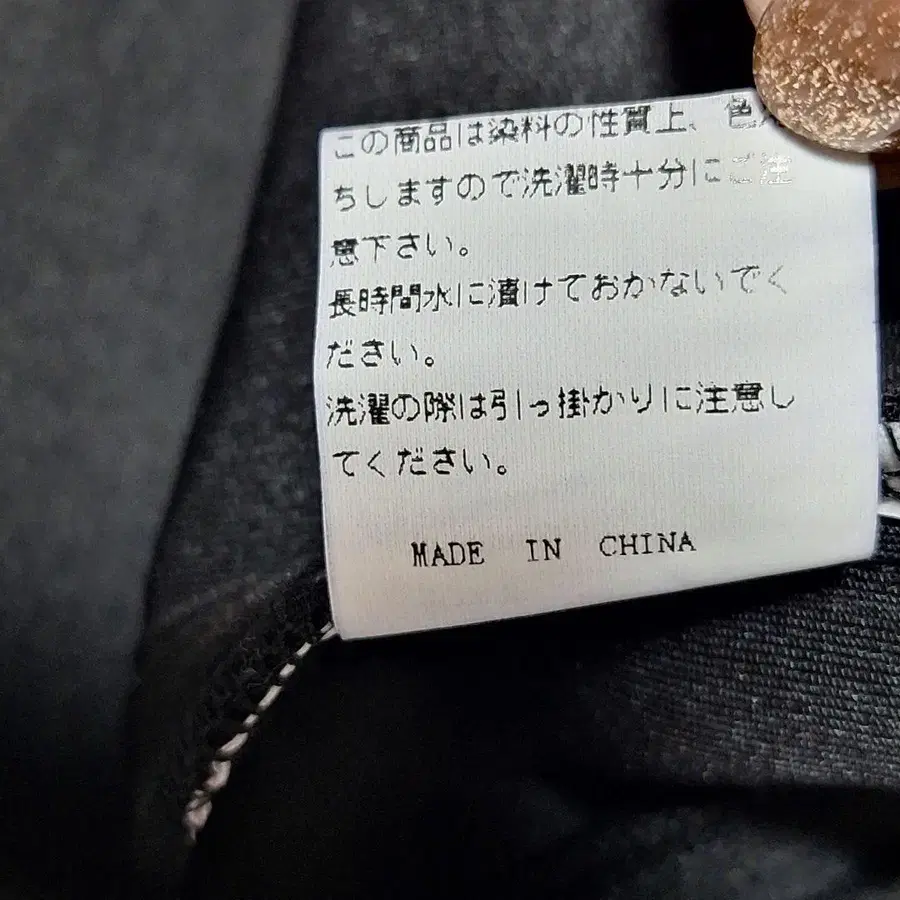 この商品は染料の性質上、色
ちしますので洗濯時十分にご注
意下さい。
長時間水に漬けておかないでく
ださい。
洗濯の際は引っ掛かりに注意し
てください。
MADE IN CHINA